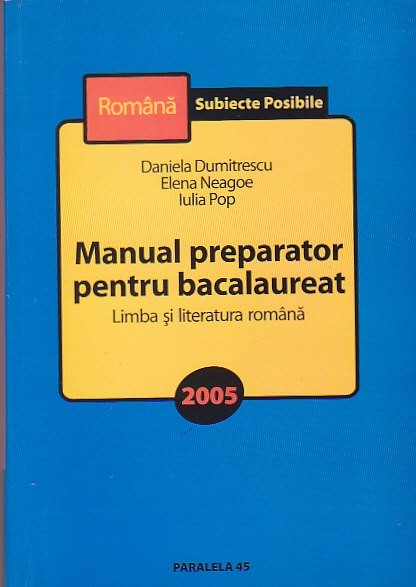 Română
Subiecte Posibile
Daniela Dumitrescu
Elena Neagoe
Iulia Pop
Manual preparator
pentru bacalaureat
Limba și literatura română
2005
PARALELA 45